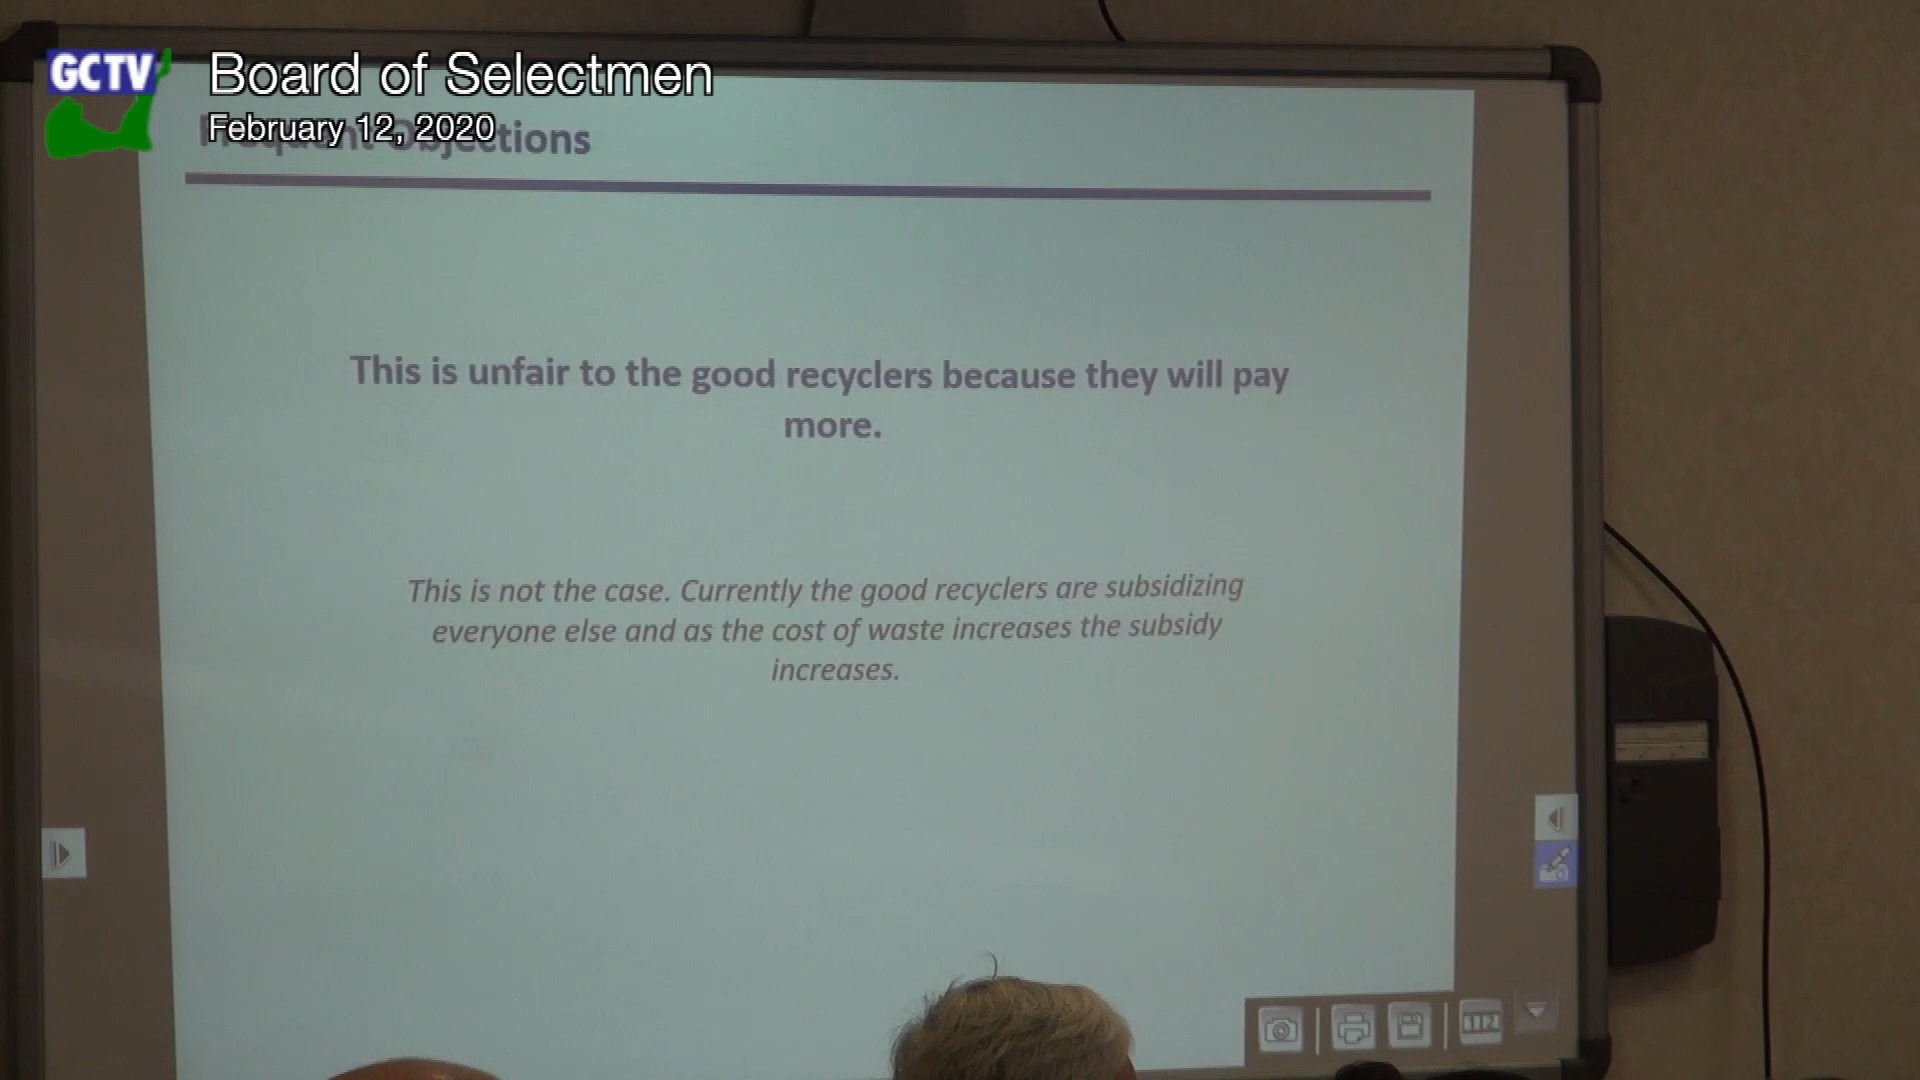 GCTV
Board of Selectmen
February 12, 2020
Frequent Objections
This is unfair to the good recyclers because they will pay
more.
This is not the case. Currently the good recyclers are subsidizing
everyone else and as the cost of waste increases the subsidy
increases.